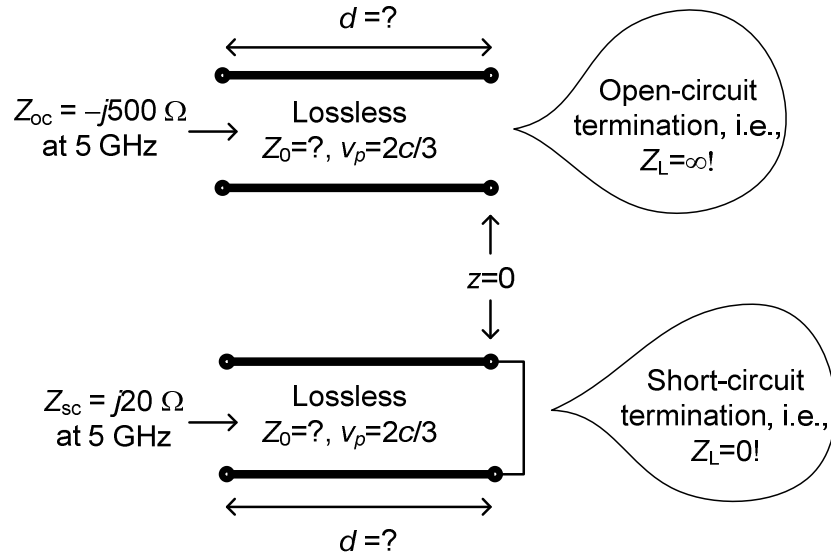 d =?
Z_oc = –j500 Ω
at 5 GHz
Lossless
Z_0=?, v_p=2c/3
Open-circuit
termination, i.e.,
Z_L=∞!
z=0
Z_sc = j20 Ω
at 5 GHz
Lossless
Z_0=?, v_p=2c/3
Short-circuit
termination, i.e.,
Z_L=0!
d =?